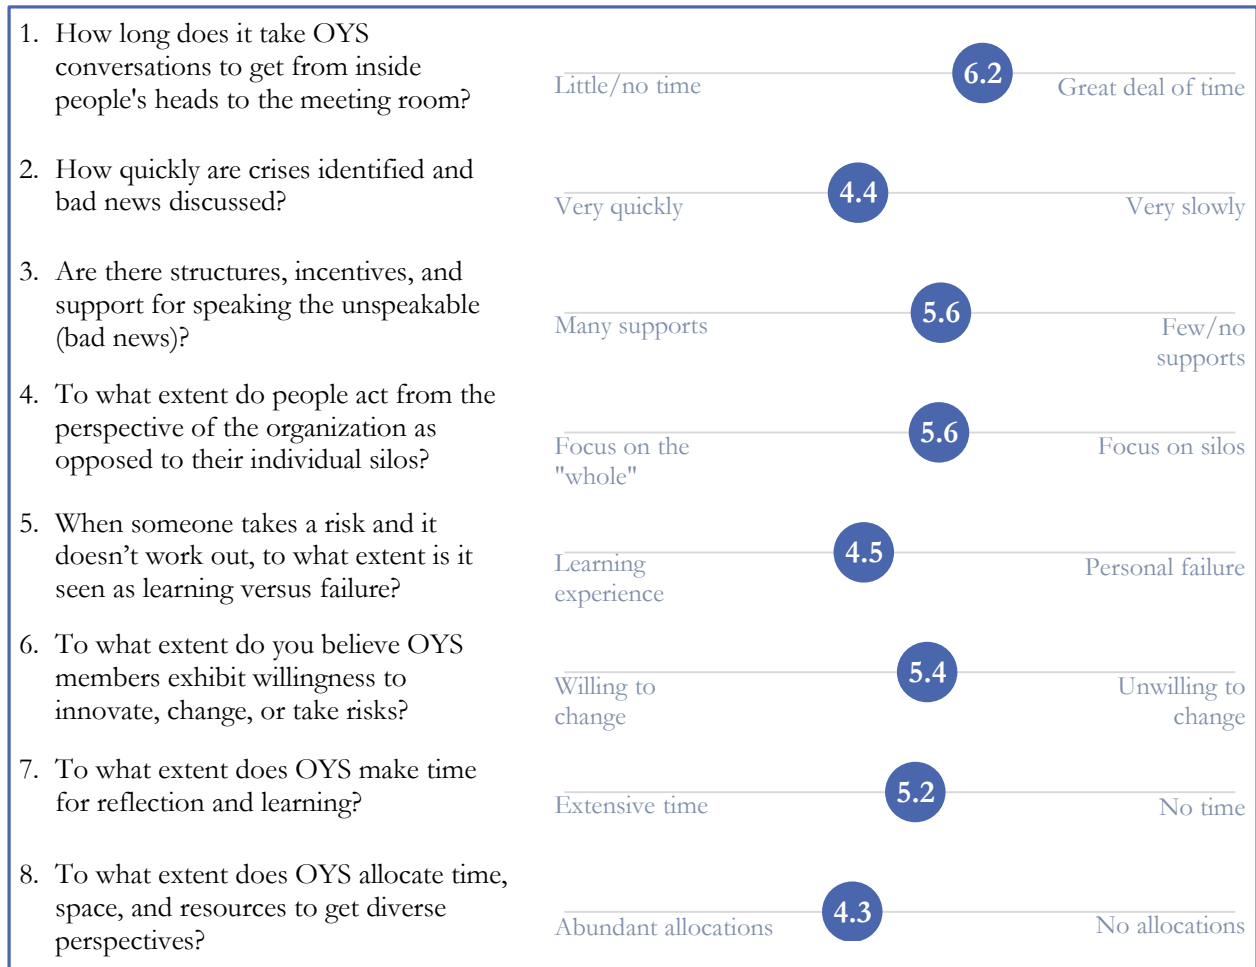 1. How long does it take OYS
conversations to get from inside
people's heads to the meeting room?
Little/no time
6.2
Great deal of time
2. How quickly are crises identified and
bad news discussed?
Very quickly
4.4
Very slowly
3. Are there structures, incentives, and
support for speaking the unspeakable
(bad news)?
Many supports
5.6
Few/no
supports
4. To what extent do people act from the
perspective of the organization as
opposed to their individual silos?
Focus on the
"whole"
5.6
Focus on silos
5. When someone takes a risk and it
doesn’t work out, to what extent is it
seen as learning versus failure?
Learning
experience
4.5
Personal failure
6. To what extent do you believe OYS
members exhibit willingness to
innovate, change, or take risks?
Willing to
change
5.4
Unwilling to
change
7. To what extent does OYS make time
for reflection and learning?
Extensive time
5.2
No time
8. To what extent does OYS allocate time,
space, and resources to get diverse
perspectives?
Abundant allocations
4.3
No allocations